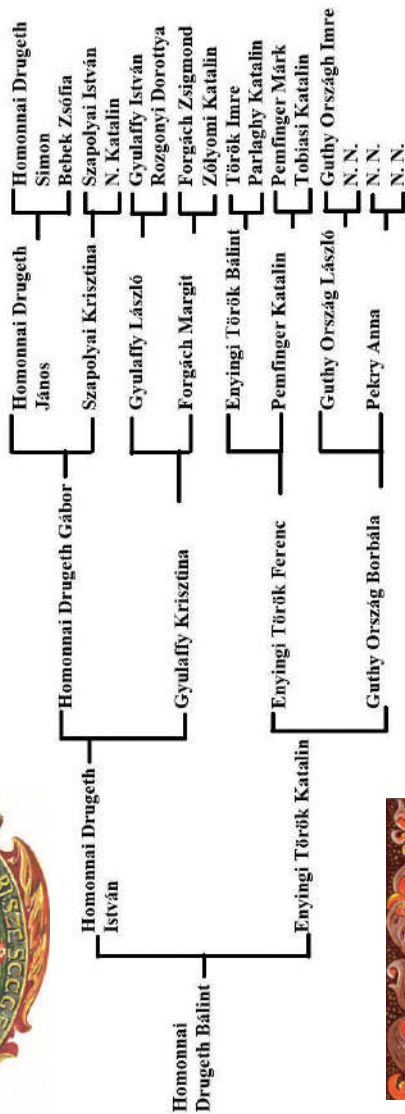 Homonnai
Drugeth Bálint
Homonnai Drugeth
István
Enyingi Török Katalin
Homonnai Drugeth Gábor
Gyulaffy Krisztina
Enyingi Török Ferenc
Guthy Ország Borbála
Homonnai Drugeth
János
Szapolyai Krisztina
Gyulaffy László
Forgách Margit
Enyingi Török Bálint
Pemfinger Katalin
Guthy Ország László
Pekry Anna
Homonnai Drugeth
Simon
Bebek Zsófia
Szapolyai István
N. Katalin
Gyulaffy István
Rozgonyi Dorottya
Forgách Zsigmond
Zólyomi Katalin
Török Imre
Parlaghy Katalin
Pemfinger Márk
Tobiasi Katalin
Guthy Országh Imre
N. N.
N. N.
N. N.